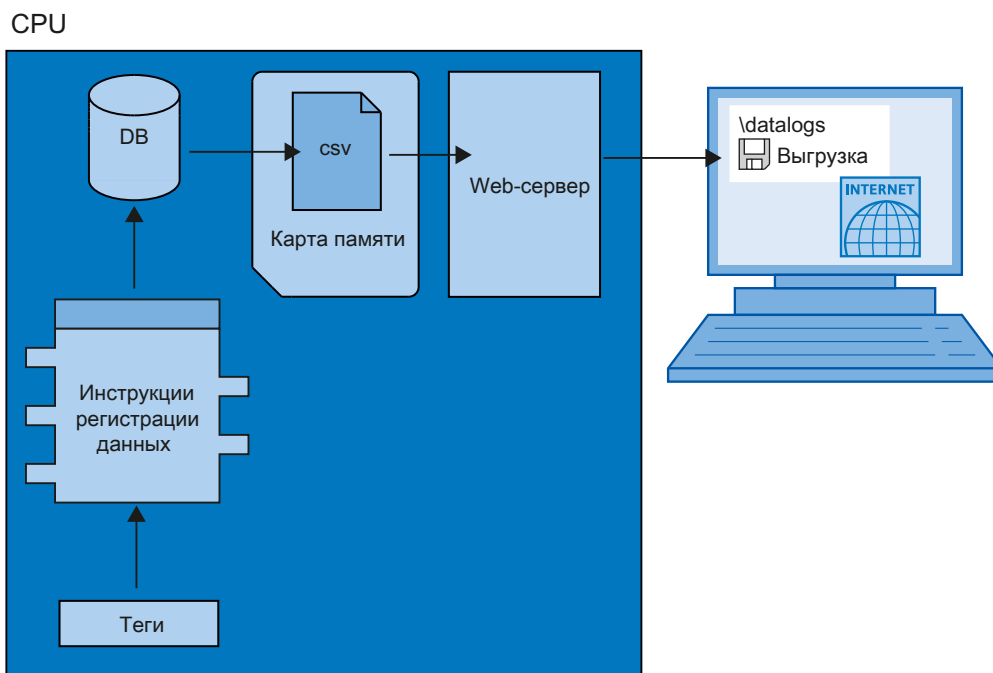 CPU
DB
csv
Карта памяти
Web-сервер
\datalogs
Выгрузка
INTERNET
Инструкции
регистрации
данных
Теги